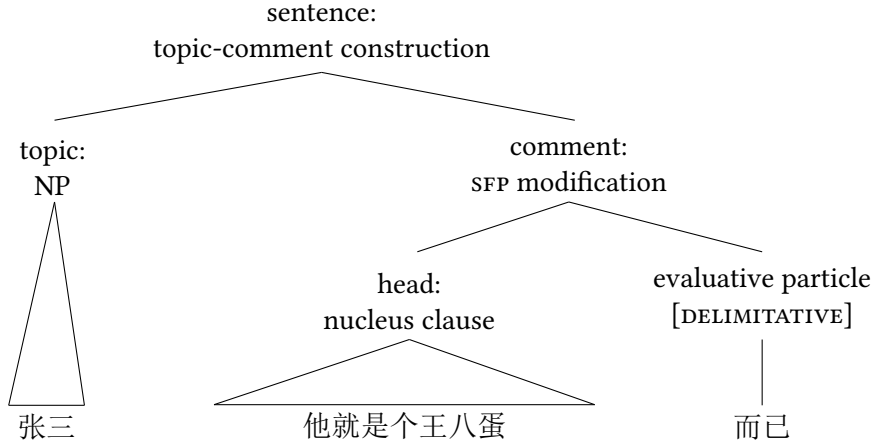 sentence:
topic-comment construction
topic:
NP
comment:
SFP modification
head:
nucleus clause
evaluative particle
[DELIMITATIVE]
张三
他就是个王八蛋
而已